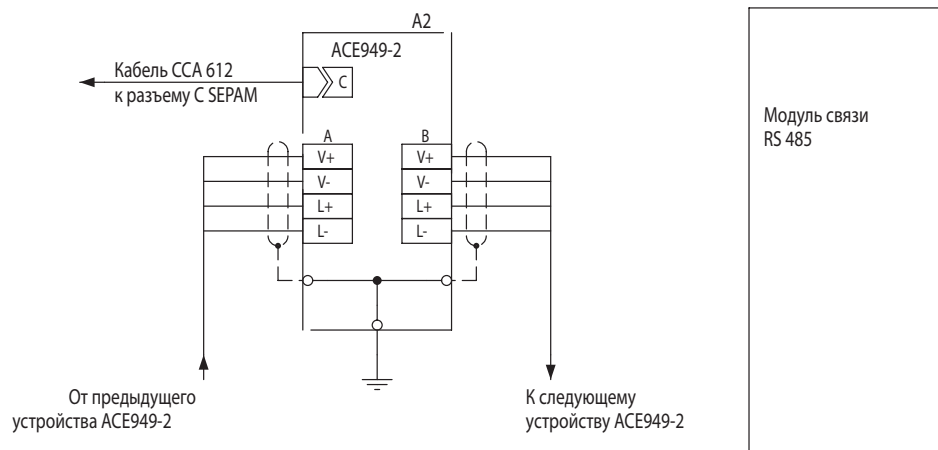 A2
ACE949-2
Кабель ССА 612
к разъему С SEPAM
C
Модуль связи
RS 485
A
B
V+
V+
V-
V-
L+
L+
L-
L-
От предыдущего
устройства ACE949-2
К следующему
устройству ACE949-2